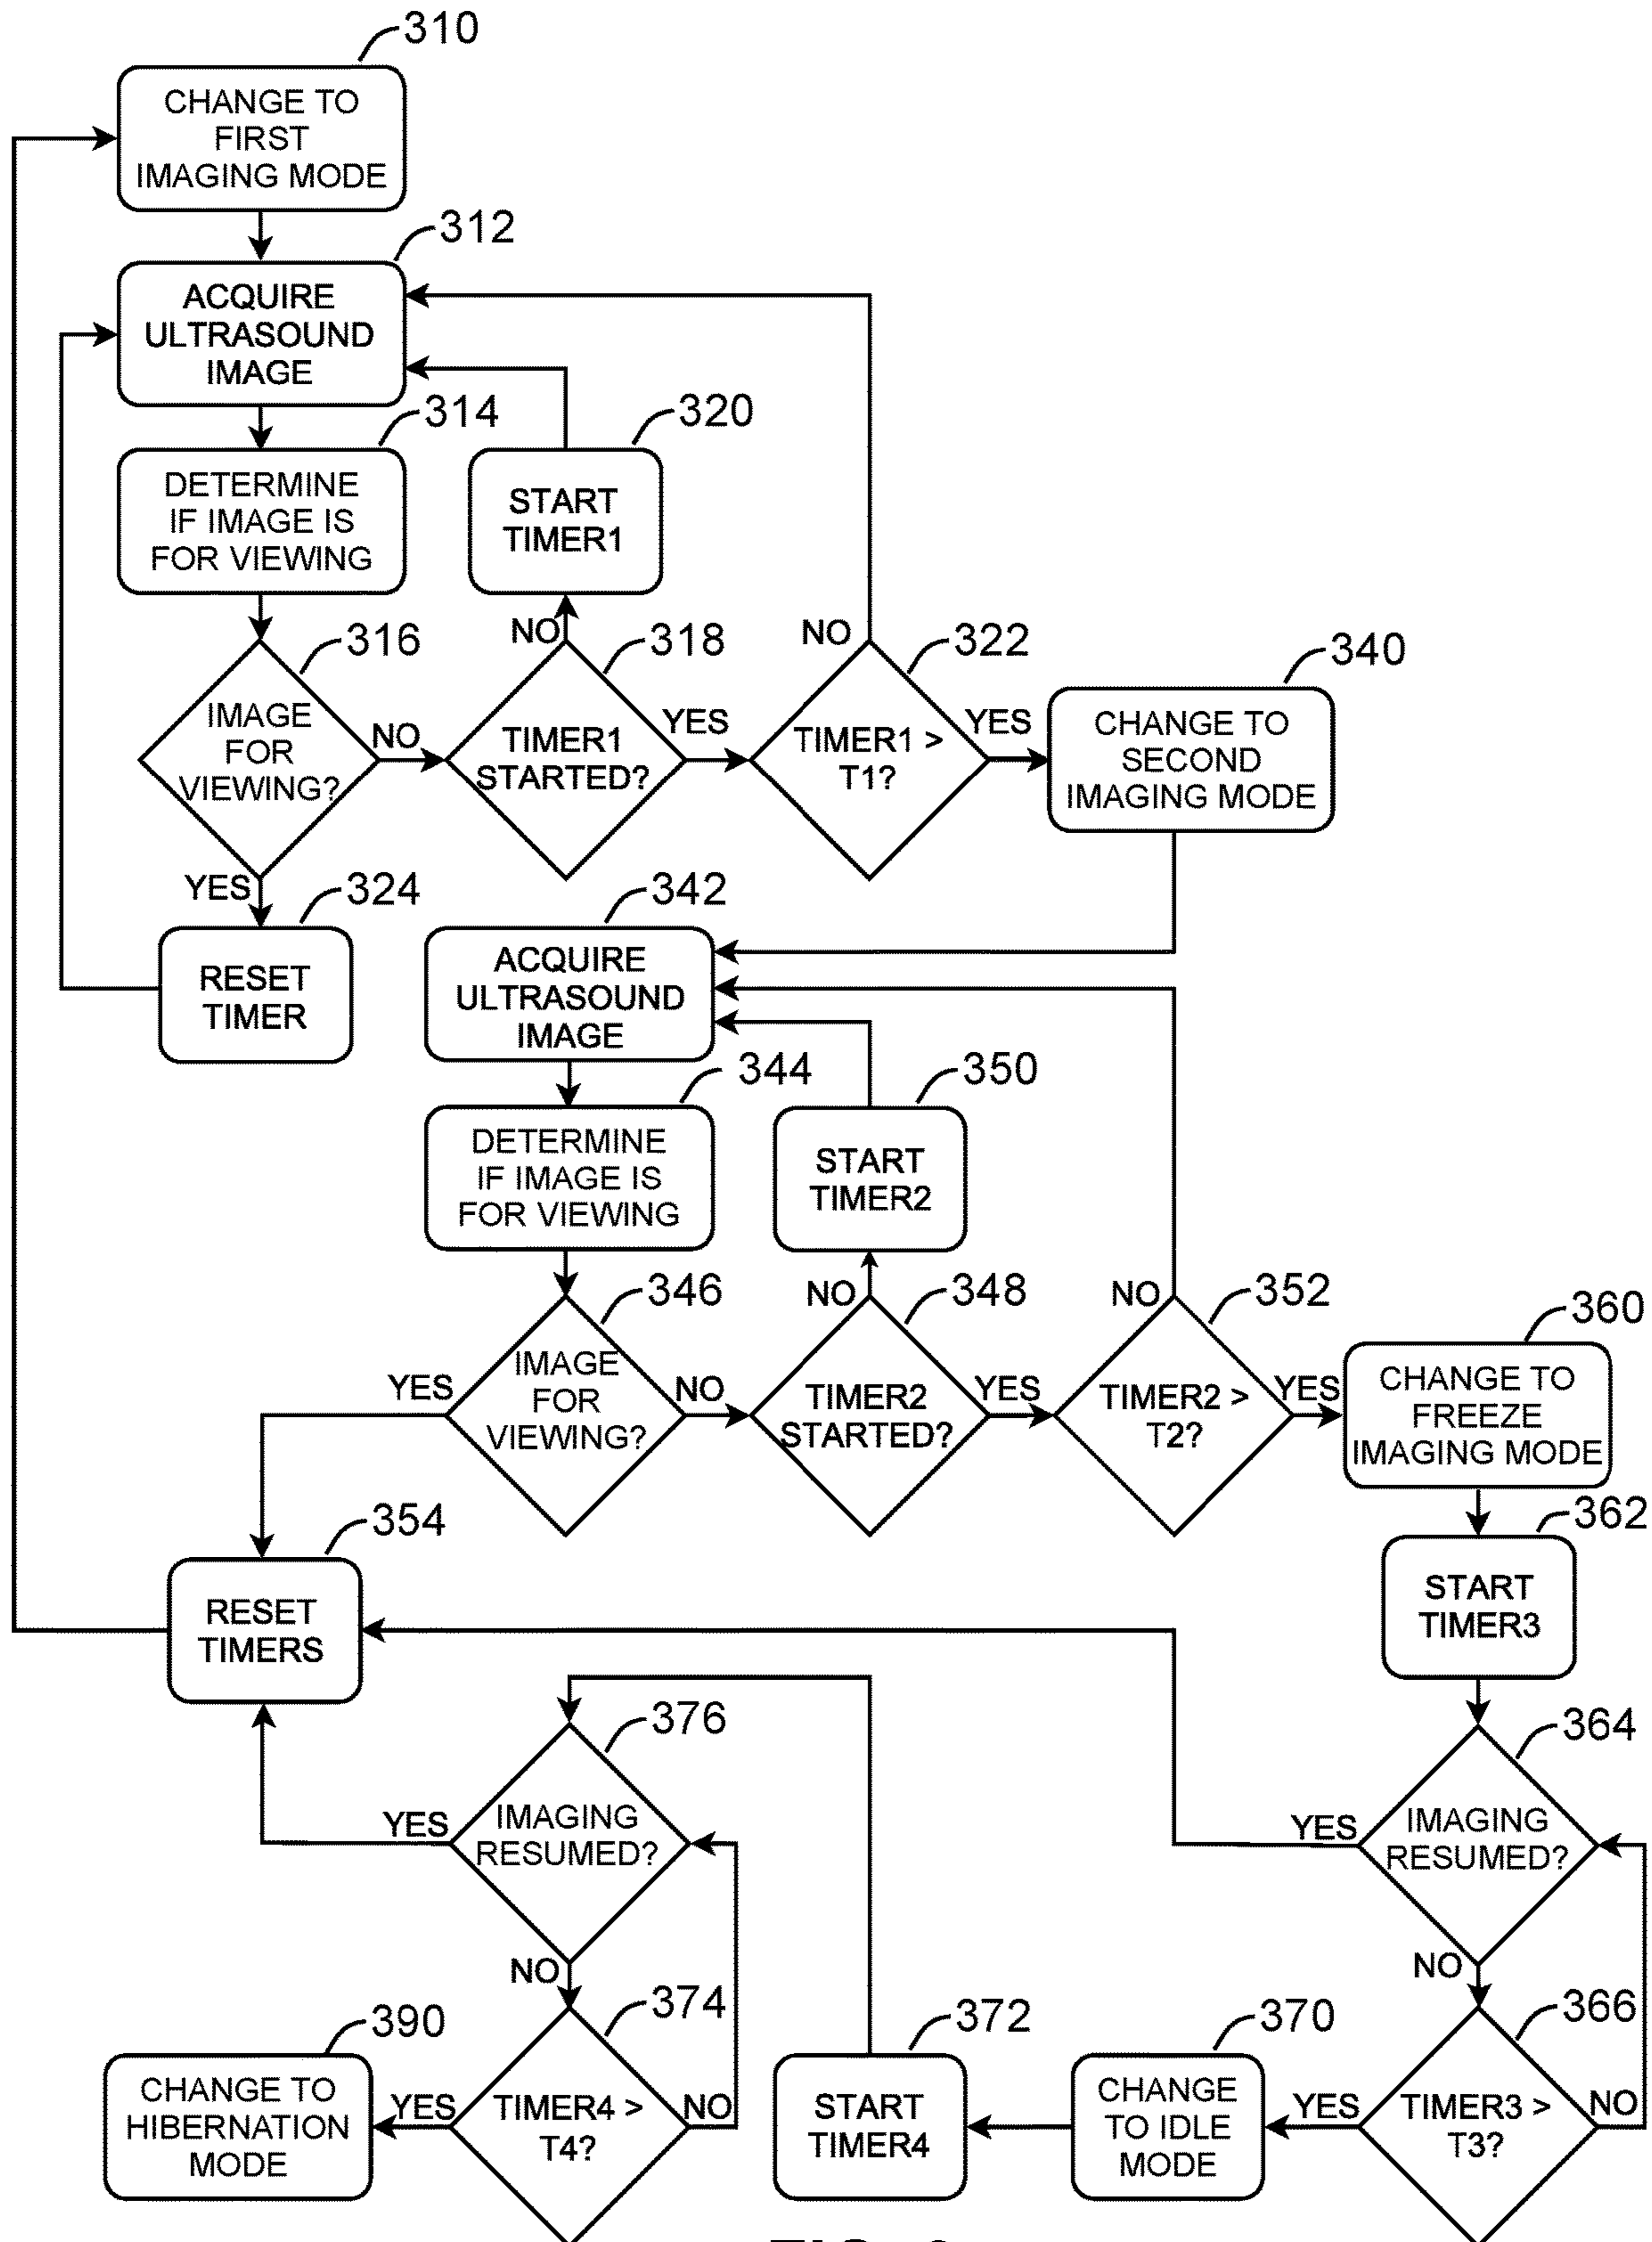 310
CHANGE TO
FIRST
IMAGING MODE
312
ACQUIRE
ULTRASOUND
IMAGE
314
DETERMINE
IF IMAGE IS
FOR VIEWING
320
START
TIMER1
316
IMAGE
FOR
VIEWING?
NO
YES
318
TIMER1
STARTED?
NO
YES
322
TIMER1 >
T1?
NO
YES
340
CHANGE TO
SECOND
IMAGING MODE
324
RESET
TIMER
342
ACQUIRE
ULTRASOUND
IMAGE
344
DETERMINE
IF IMAGE IS
FOR VIEWING
350
START
TIMER2
346
IMAGE
FOR
VIEWING?
YES
NO
348
TIMER2
STARTED?
NO
YES
352
TIMER2 >
T2?
NO
YES
360
CHANGE TO
FREEZE
IMAGING MODE
362
START
TIMER3
354
RESET
TIMERS
364
IMAGING
RESUMED?
YES
NO
376
IMAGING
RESUMED?
YES
NO
366
TIMER3 >
T3?
YES
NO
370
CHANGE
TO IDLE
MODE
372
START
TIMER4
374
TIMER4 >
T4?
YES
NO
390
CHANGE TO
HIBERNATION
MODE